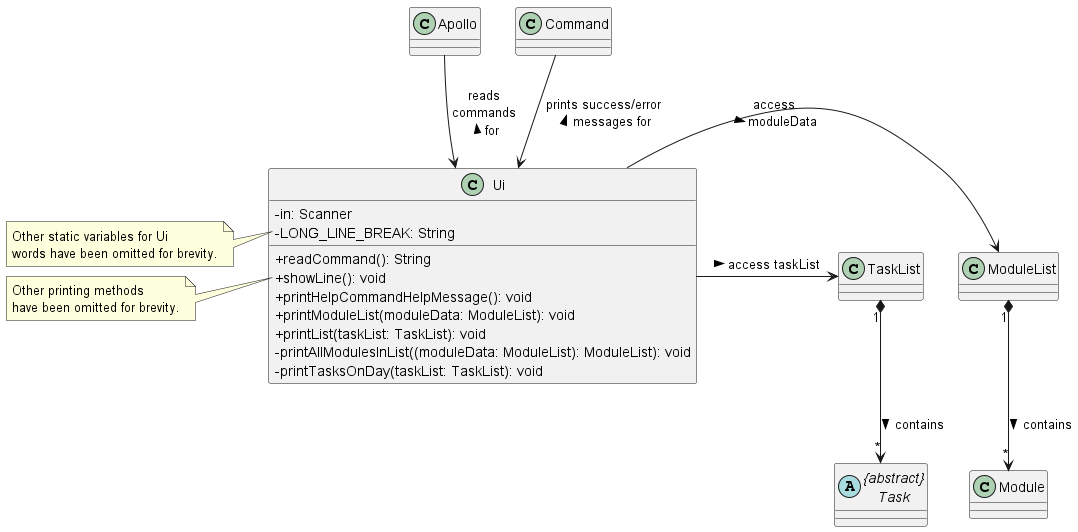 C Apollo
C Command
reads
commands
for
prints success/error
messages for
access
moduleData
C Ui
-in: Scanner
-LONG_LINE_BREAK: String
+readCommand(): String
+showLine(): void
+printHelpCommandHelpMessage(): void
+printModuleList(moduleData: ModuleList): void
+printList(taskList: TaskList): void
-printAllModulesInList((moduleData: ModuleList): ModuleList): void
-printTasksOnDay(taskList: TaskList): void
Other static variables for Ui
words have been omitted for brevity.
Other printing methods
have been omitted for brevity.
access taskList
C TaskList
C ModuleList
1
1
contains
contains
*
*
A {abstract}
Task
C Module